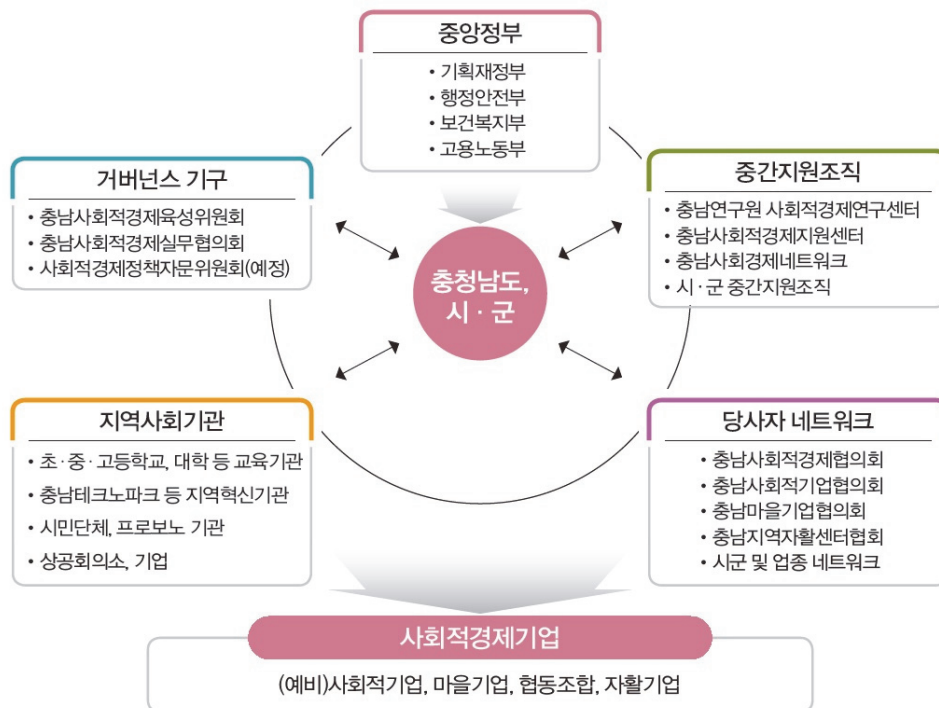 중앙정부
• 기획재정부
• 행정안전부
• 보건복지부
• 고용노동부
거버넌스 기구
• 충남사회적경제육성위원회
• 충남사회적경제실무협의회
• 사회적경제정책자문위원회(예정)
중간지원조직
• 충남연구원 사회적경제연구센터
• 충남사회적경제지원센터
• 충남사회경제네트워크
• 시·군 중간지원조직
충청남도,
시·군
지역사회기관
• 초·중·고등학교, 대학 등 교육기관
• 충남테크노파크 등 지역혁신기관
• 시민단체, 프로보노 기관
• 상공회의소, 기업
당사자 네트워크
• 충남사회적경제협의회
• 충남사회적기업협의회
• 충남마을기업협의회
• 충남지역자활센터협회
• 시군 및 업종 네트워크
사회적경제기업
(예비)사회적기업, 마을기업, 협동조합, 자활기업